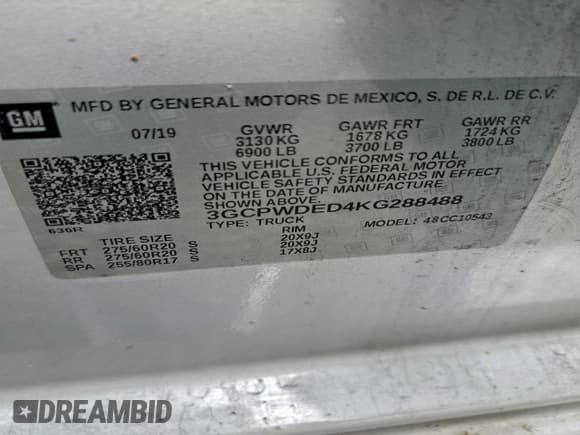 GM
MFD BY GENERAL MOTORS DE MEXICO, S. DE R.L. DE C.V.
07/19 GVWR GAWR FRT GAWR RR
3130 KG 1678 KG 1724 KG
6900 LB 3700 LB 3800 LB
THIS VEHICLE CONFORMS TO ALL
APPLICABLE U.S. FEDERAL MOTOR
VEHICLE SAFETY STANDARDS IN EFFECT
ON THE DATE OF MANUFACTURE
3GCPWDED4KG288488
TYPE: TRUCK MODEL: 48CC10543
636R
TIRE SIZE RIM
FRT 275/60R20 S 20X9J
RR 275/60R20 S 20X9J
SPA 255/80R17 S 17X8J
DREAMBID